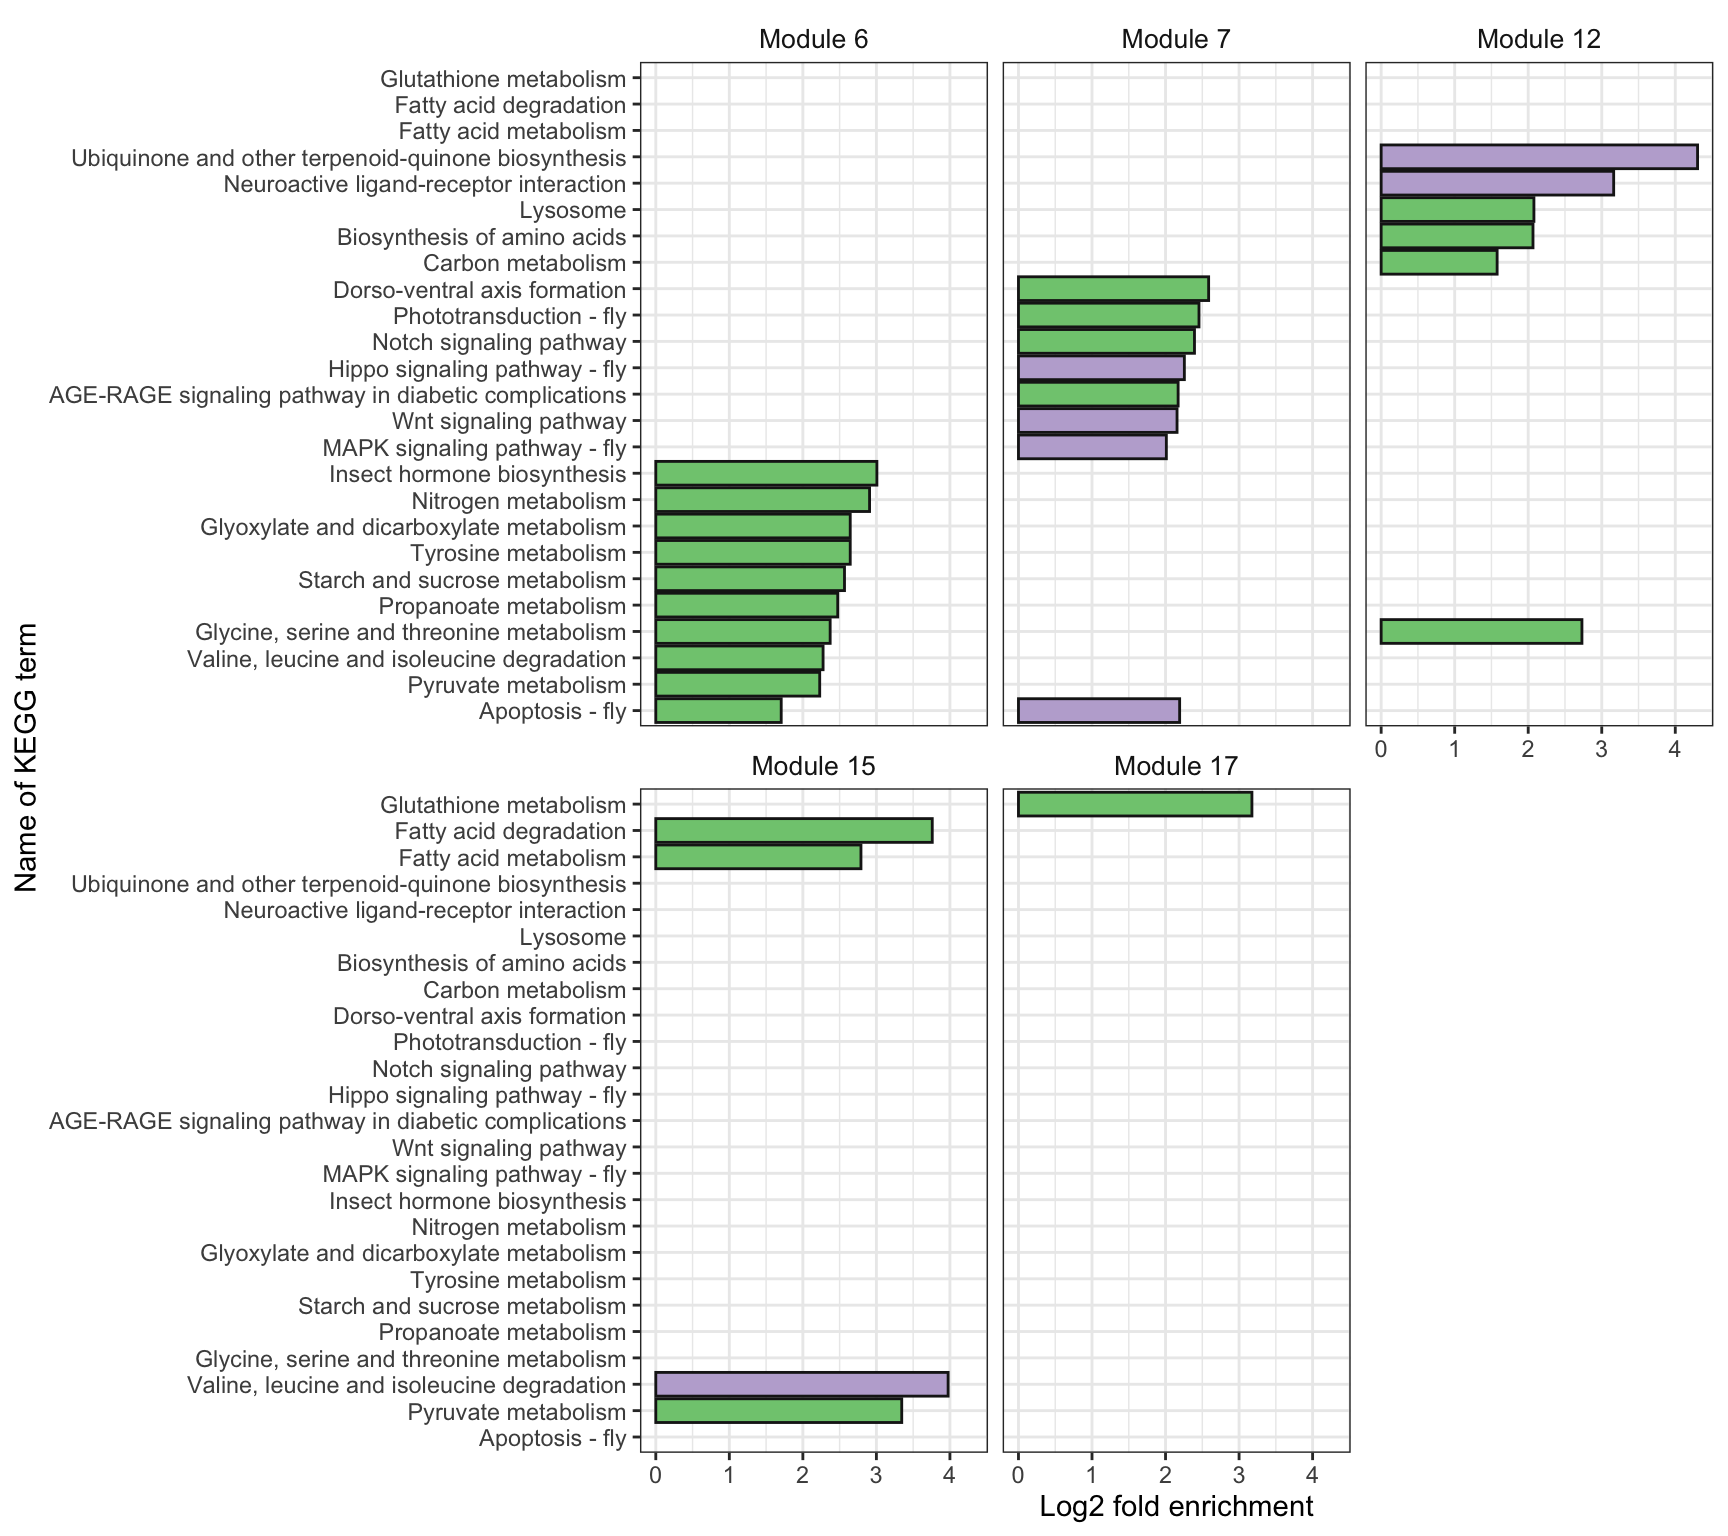 Module 6
Module 7
Module 12
Glutathione metabolism
Fatty acid degradation
Fatty acid metabolism
Ubiquinone and other terpenoid-quinone biosynthesis
Neuroactive ligand-receptor interaction
Lysosome
Biosynthesis of amino acids
Carbon metabolism
Dorso-ventral axis formation
Phototransduction - fly
Notch signaling pathway
Hippo signaling pathway - fly
AGE-RAGE signaling pathway in diabetic complications
Wnt signaling pathway
MAPK signaling pathway - fly
Insect hormone biosynthesis
Nitrogen metabolism
Glyoxylate and dicarboxylate metabolism
Tyrosine metabolism
Starch and sucrose metabolism
Propanoate metabolism
Glycine, serine and threonine metabolism
Valine, leucine and isoleucine degradation
Pyruvate metabolism
Apoptosis - fly
0 1 2 3 4
Name of KEGG term
Module 15
Module 17
Glutathione metabolism
Fatty acid degradation
Fatty acid metabolism
Ubiquinone and other terpenoid-quinone biosynthesis
Neuroactive ligand-receptor interaction
Lysosome
Biosynthesis of amino acids
Carbon metabolism
Dorso-ventral axis formation
Phototransduction - fly
Notch signaling pathway
Hippo signaling pathway - fly
AGE-RAGE signaling pathway in diabetic complications
Wnt signaling pathway
MAPK signaling pathway - fly
Insect hormone biosynthesis
Nitrogen metabolism
Glyoxylate and dicarboxylate metabolism
Tyrosine metabolism
Starch and sucrose metabolism
Propanoate metabolism
Glycine, serine and threonine metabolism
Valine, leucine and isoleucine degradation
Pyruvate metabolism
Apoptosis - fly
0 1 2 3 4
0 1 2 3 4
Log2 fold enrichment